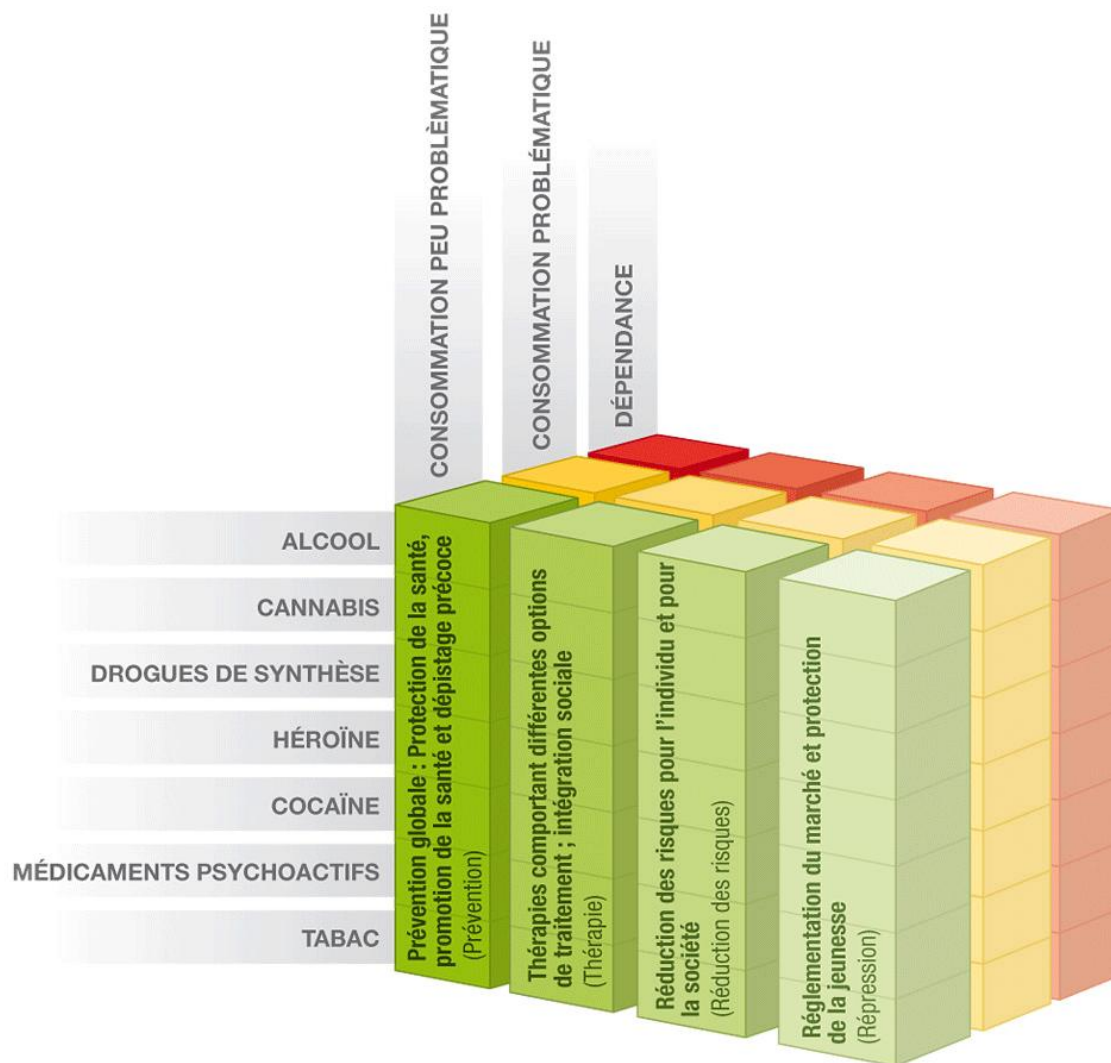 CONSOMMATION PEU PROBLÈMATIQUE
CONSOMMATION PROBLÉMATIQUE
DÉPENDANCE
ALCOOL
CANNABIS
DROGUES DE SYNTHÈSE
HÉROÏNE
COCAÏNE
MÉDICAMENTS PSYCHOACTIFS
TABAC
Prévention globale : Protection de la santé,
promotion de la santé et dépistage précoce
(Prévention)
Thérapies comportant différentes options
de traitement ; intégration sociale
(Thérapie)
Réduction des risques pour l’individu et pour
la société (Réduction des risques)
Réglementation du marché et protection
de la jeunesse
(Répression)